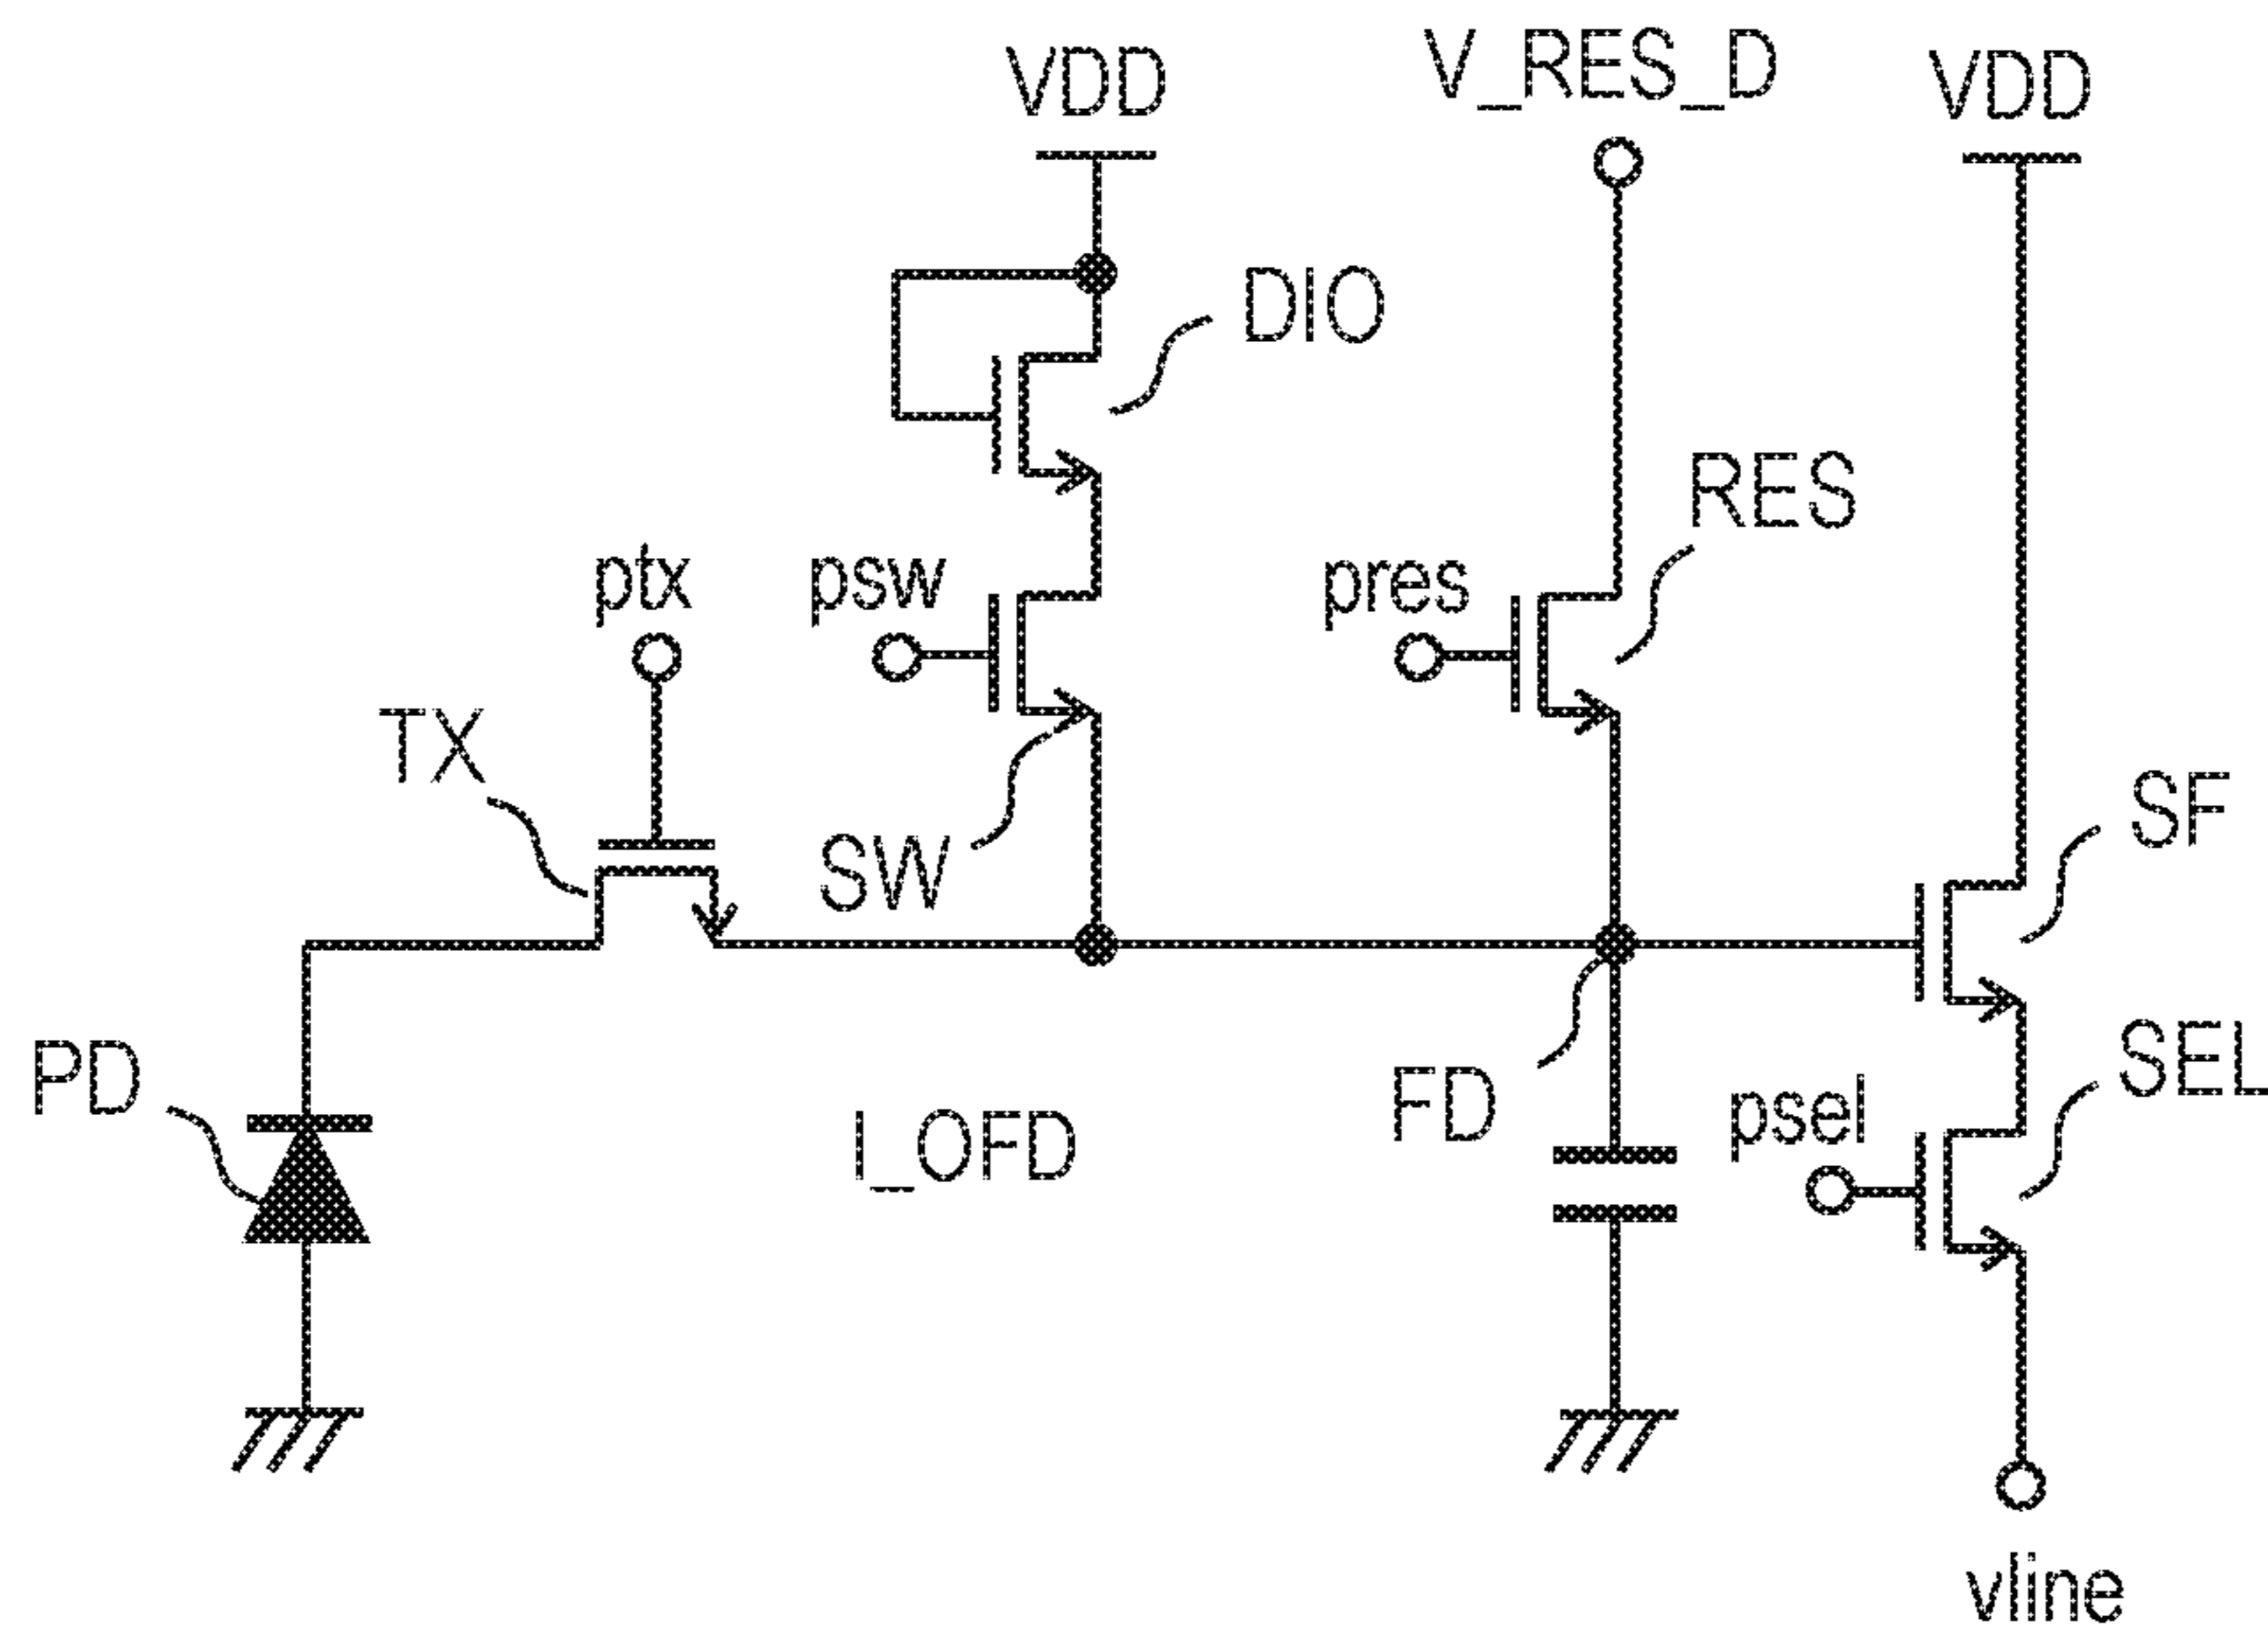 VDD
V_RES_D
VDD
DIO
RES
ptx
psw
pres
TX
SW
SF
PD
I_OFD
FD
psel
SEL
vline